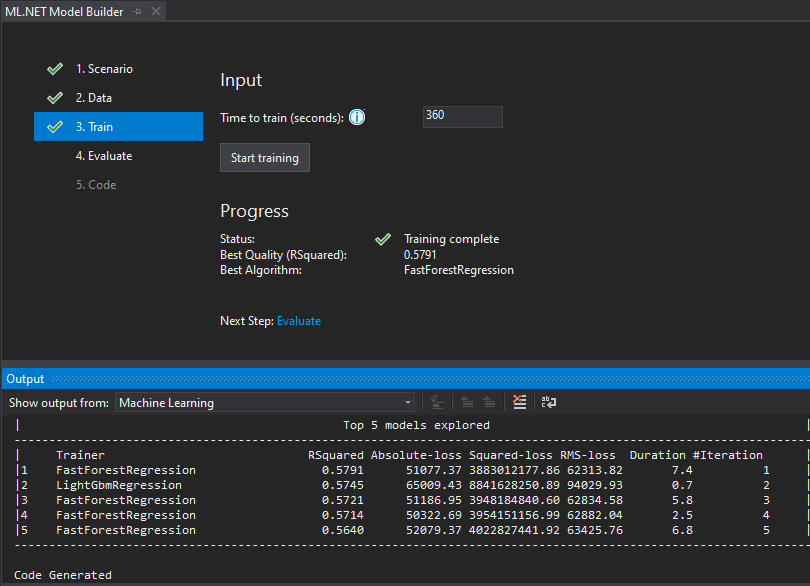 ML.NET Model Builder
1. Scenario
2. Data
3. Train
4. Evaluate
5. Code
Input
Time to train (seconds): i 360
Start training
Progress
Status: Training complete
Best Quality (RSquared): 0.5791
Best Algorithm: FastForestRegression
Next Step: Evaluate
Output
Show output from: Machine Learning
| Top 5 models explored |
--------------------------------------------------------------------------------
| Trainer RSquared Absolute-loss Squared-loss RMS-loss Duration #Iteration |
|1 FastForestRegression 0.5791 51077.37 3883012177.86 62313.82 7.4 1 |
|2 LightGbmRegression 0.5745 65009.43 8841628250.89 94029.93 0.7 2 |
|3 FastForestRegression 0.5721 51186.95 3948184840.60 62834.58 5.8 3 |
|4 FastForestRegression 0.5714 50322.69 3954151156.99 62882.04 2.5 4 |
|5 FastForestRegression 0.5640 52079.37 4022827441.92 63425.76 6.8 5 |
--------------------------------------------------------------------------------
Code Generated